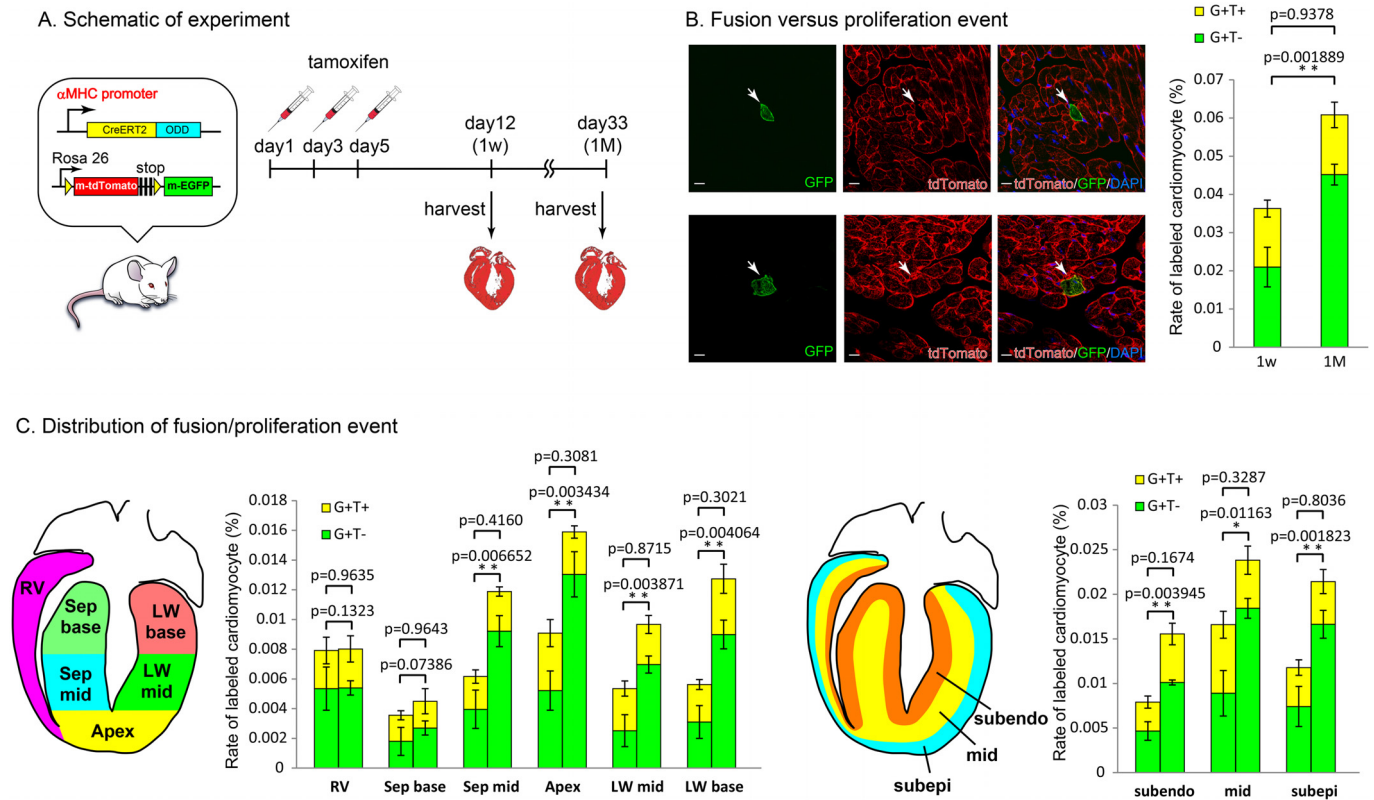 A. Schematic of experiment
αMHC promoter
CreERT2
ODD
Rosa 26
stop
m-tdTomato
m-EGFP
tamoxifen
day1
day3
day5
day12
(1w)
day33
(1M)
harvest
harvest
B. Fusion versus proliferation event
GFP
tdTomato
tdTomato/GFP/DAPI
GFP
tdTomato
tdTomato/GFP/DAPI
G+T+
G+T-
p=0.9378
p=0.001889
**
Rate of labeled cardiomyocyte (%)
0.07
0.06
0.05
0.04
0.03
0.02
0.01
0
1w
1M
C. Distribution of fusion/proliferation event
RV
Sep
base
Sep
mid
Apex
LW
base
LW
mid
Rate of labeled cardiomyocyte (%)
0.018
0.016
0.014
0.012
0.010
0.008
0.006
0.004
0.002
0
G+T+
G+T-
p=0.9635
p=0.1323
p=0.9643
p=0.07386
p=0.4160
p=0.006652
**
p=0.3081
p=0.003434
**
p=0.8715
p=0.003871
**
p=0.3021
p=0.004064
**
RV
Sep base
Sep mid
Apex
LW mid
LW base
subendo
mid
subepi
Rate of labeled cardiomyocyte (%)
0.03
0.025
0.02
0.015
0.01
0.005
0
G+T+
G+T-
p=0.1674
p=0.003945
**
p=0.3287
p=0.01163
*
p=0.8036
p=0.001823
**
subendo
mid
subepi